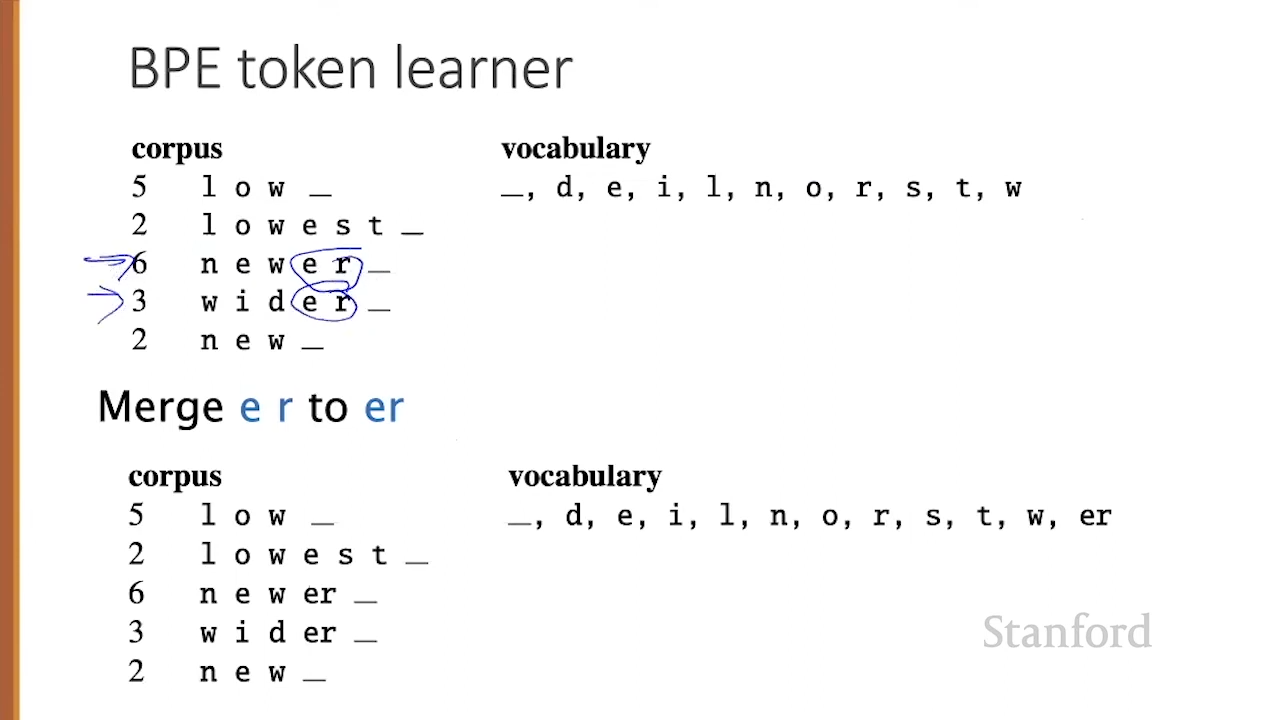 BPE token learner
corpus vocabulary
5 l o w _ _, d, e, i, l, n, o, r, s, t, w
2 l o w e s t _
6 n e w e r _
3 w i d e r _
2 n e w _
Merge e r to er
corpus vocabulary
5 l o w _ _, d, e, i, l, n, o, r, s, t, w, er
2 l o w e s t _
6 n e w er _
3 w i d er _
2 n e w _
Stanford